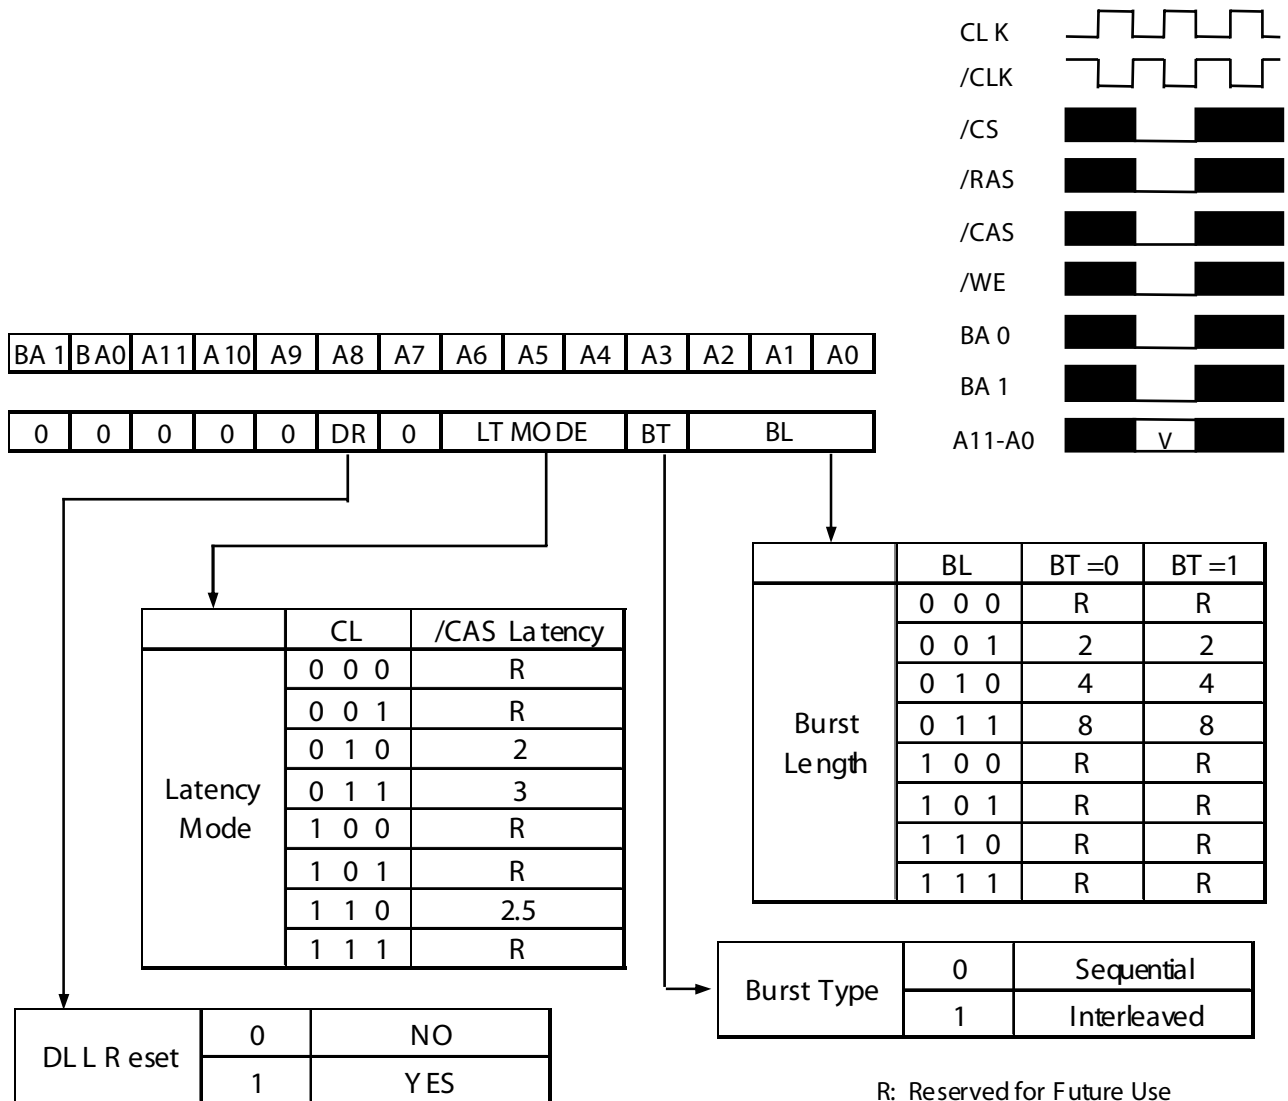 CLK
/CLK
/CS
/RAS
/CAS
/WE
BA 0
BA 1
A11-A0 V
BA 1 BA0 A11 A10 A9 A8 A7 A6 A5 A4 A3 A2 A1 A0
0 0 0 0 0 DR 0 LT MODE BT BL
BL BT =0 BT =1
Burst Length
0 0 0 R R
0 0 1 2 2
0 1 0 4 4
0 1 1 8 8
1 0 0 R R
1 0 1 R R
1 1 0 R R
1 1 1 R R
CL /CAS Latency
Latency Mode
0 0 0 R
0 0 1 R
0 1 0 2
0 1 1 3
1 0 0 R
1 0 1 R
1 1 0 2.5
1 1 1 R
Burst Type
0 Sequential
1 Interleaved
DLL Reset
0 NO
1 YES
R: Reserved for Future Use